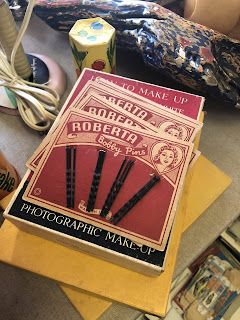 HOW TO MAKE UP
ROBERTA
ROBERTA
ROBERTA
Bobby Pins
PHOTOGRAPHIC MAKE-UP